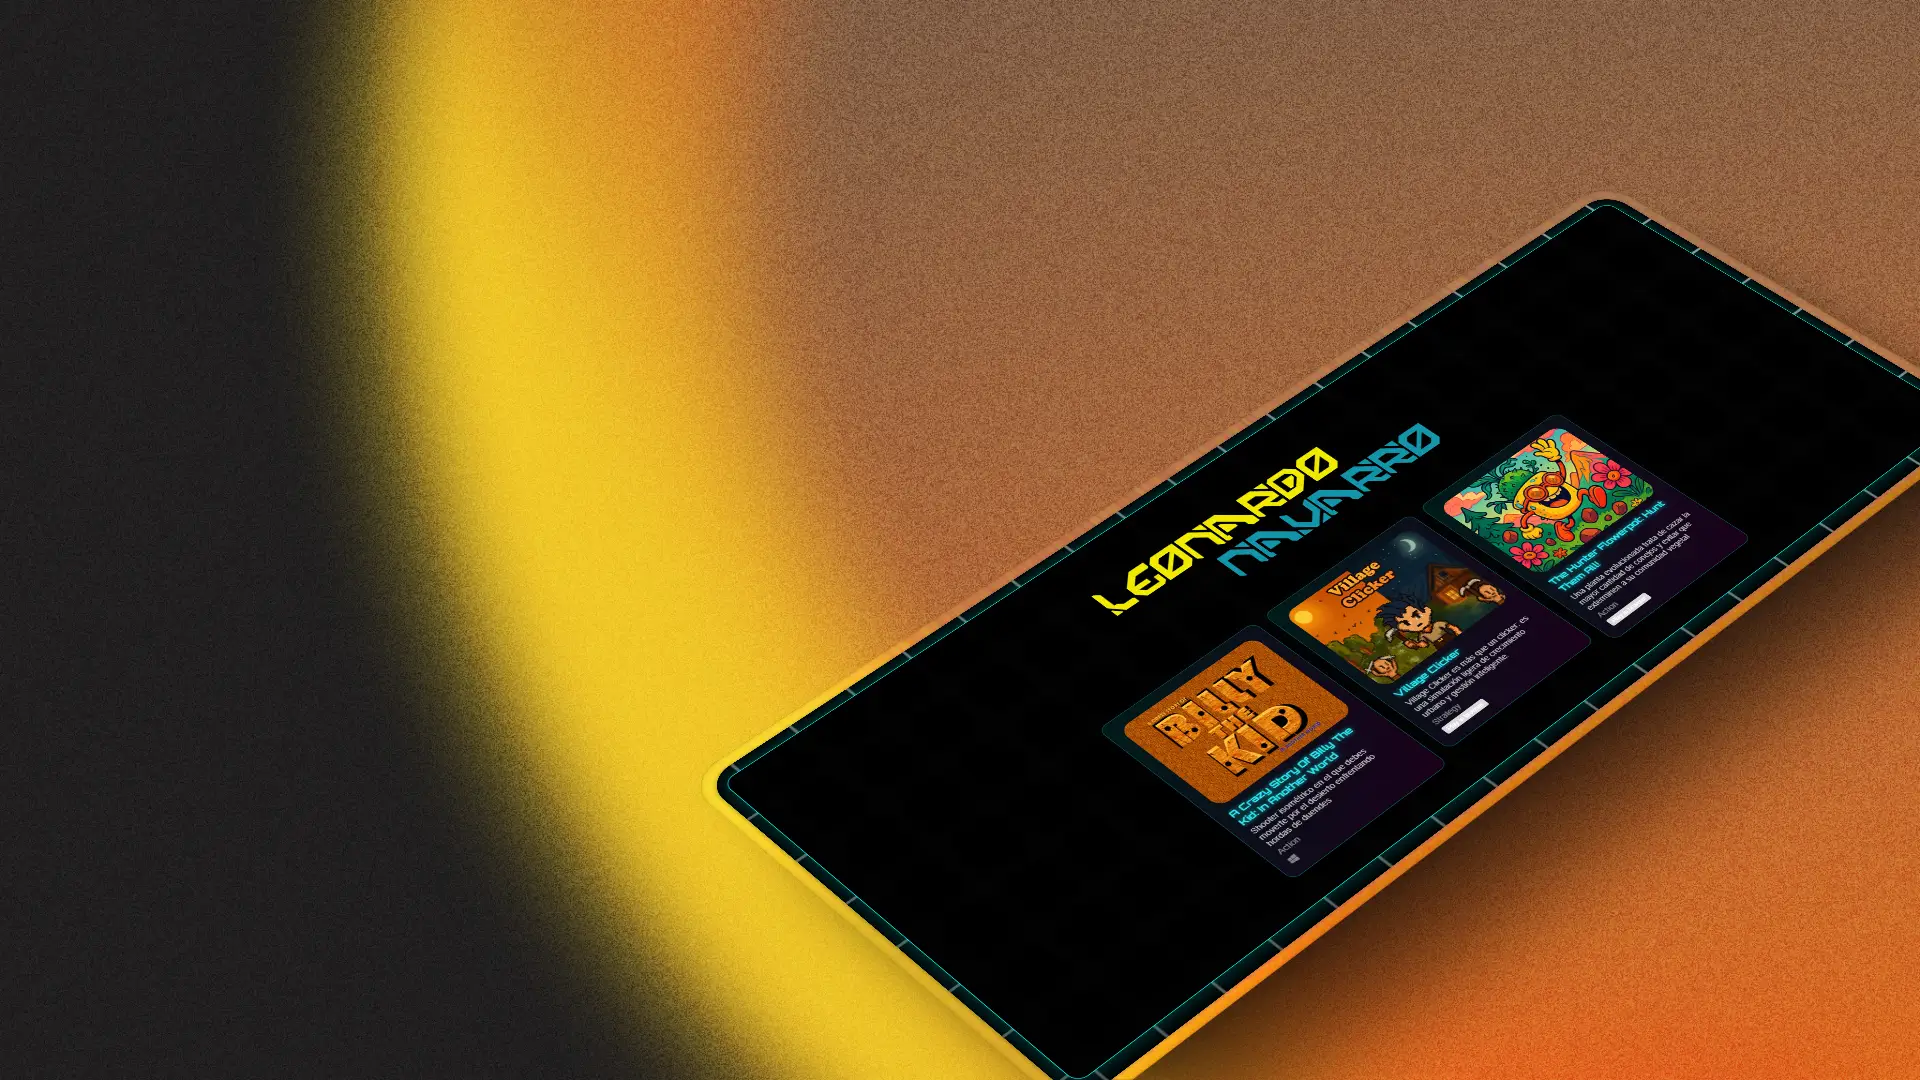 LEONARDO
NAVARRO
BILLY
THE
KID
A Crazy Story Of Billy The
Kid: In Another World
Shooter isométrico en el que debes
moverte por el desierto enfrentando
hordas de duendes
Action
Village
Clicker
Village Clicker
Village Clicker es más que un clicker, es
una simulación ligera de crecimiento
urbano y gestión inteligente
Strategy
The Hunter Flowerpot: Hunt
Them All!
Una planta evolucionada trata de cazar la
mayor cantidad de conejos y evitar que
exterminen a su comunidad vegetal
Action